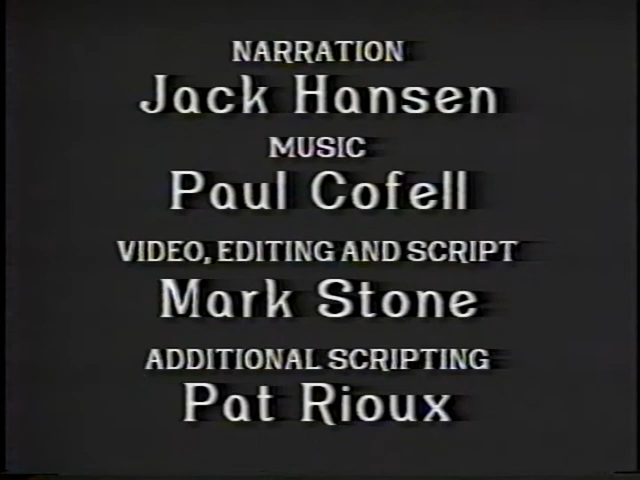 NARRATION
Jack Hansen
MUSIC
Paul Cofell
VIDEO, EDITING AND SCRIPT
Mark Stone
ADDITIONAL SCRIPTING
Pat Rioux